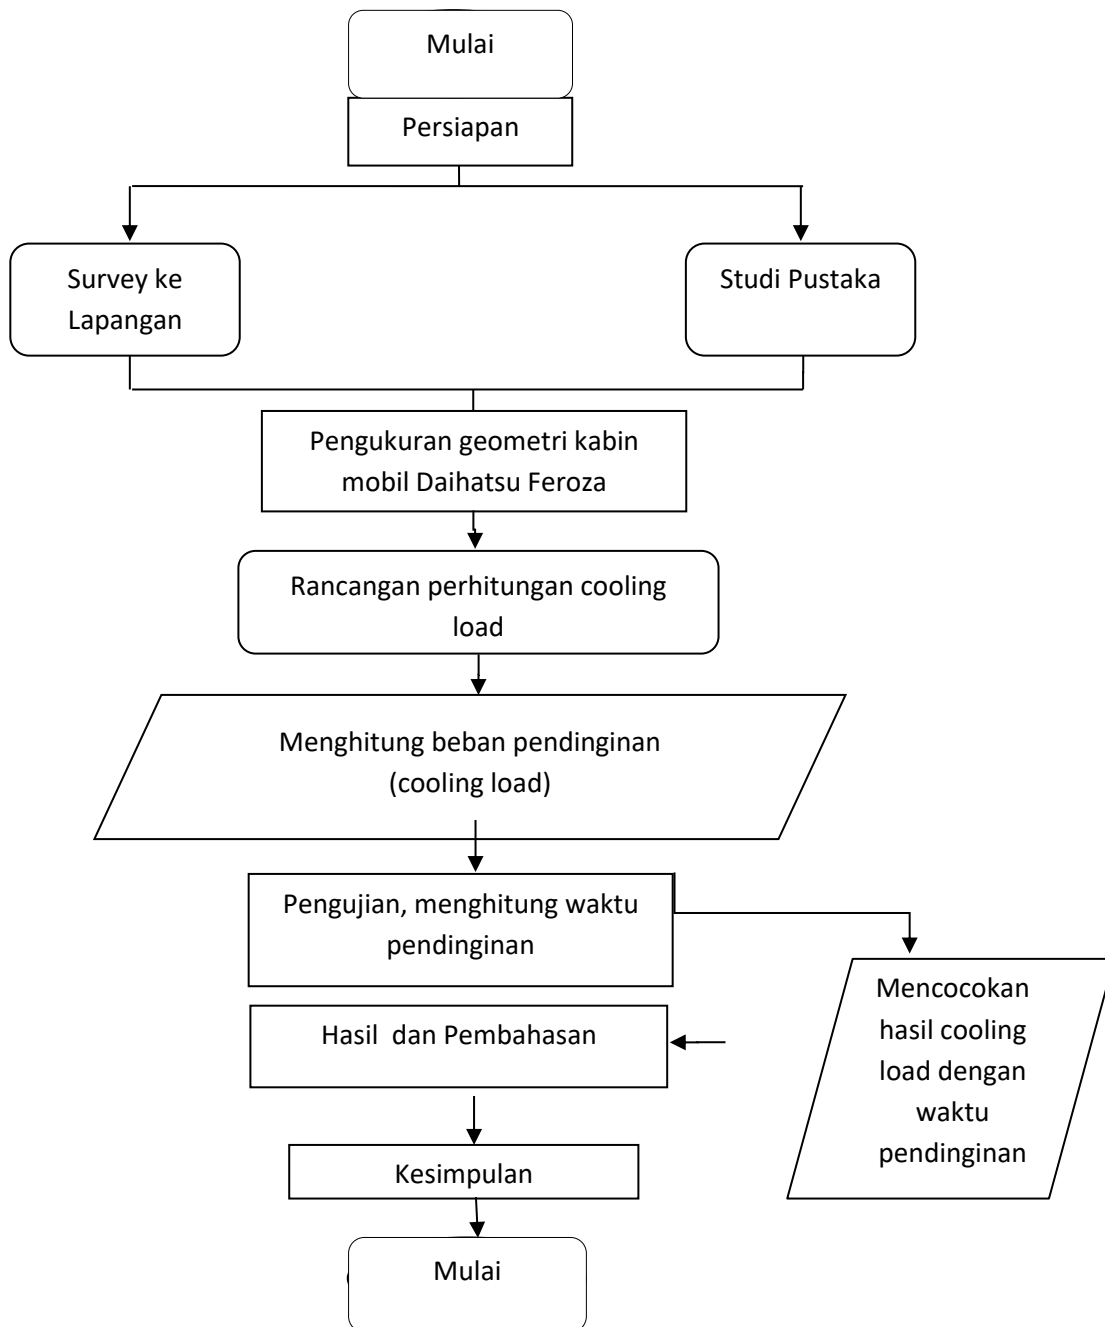 Mulai
Persiapan
Survey ke
Lapangan
Studi Pustaka
Pengukuran geometri kabin
mobil Daihatsu Feroza
Rancangan perhitungan cooling
load
Menghitung beban pendinginan
(cooling load)
Pengujian, menghitung waktu
pendinginan
Mencocokan
hasil cooling
load dengan
waktu
pendinginan
Hasil dan Pembahasan
Kesimpulan
Mulai